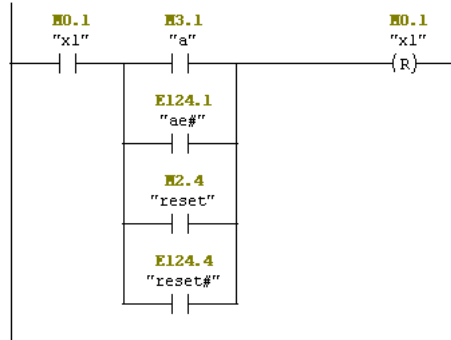 M0.1 M3.1 M0.1
"x1" "a" "x1"
(R)
E124.1
"ae#"
M2.4
"reset"
E124.4
"reset#"